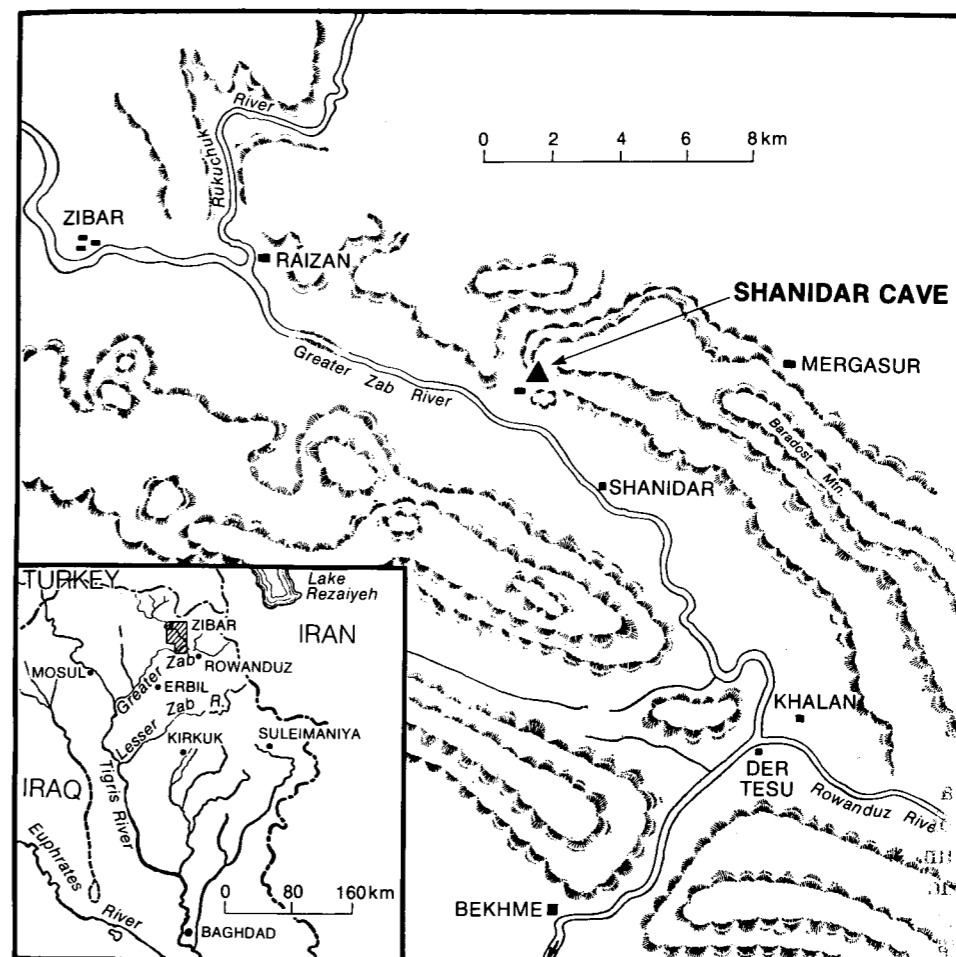 Rukuchuk River
0 2 4 6 8 km
ZIBAR
RAIZAN
SHANIDAR CAVE
MERGASUR
Greater Zab River
Baradost Mtn.
SHANIDAR
KHALAN
DER
TESU
Rowanduz Rive
BEKHME
TURKEY
Lake
Rezaiyeh
ZIBAR
IRAN
MOSUL
Greater Zab
ROWANDUZ
ERBIL
Lesser Zab R.
KIRKUK
SULEIMANIYA
IRAQ
Tigris River
Euphrates
River
0 80 160 km
BAGHDAD